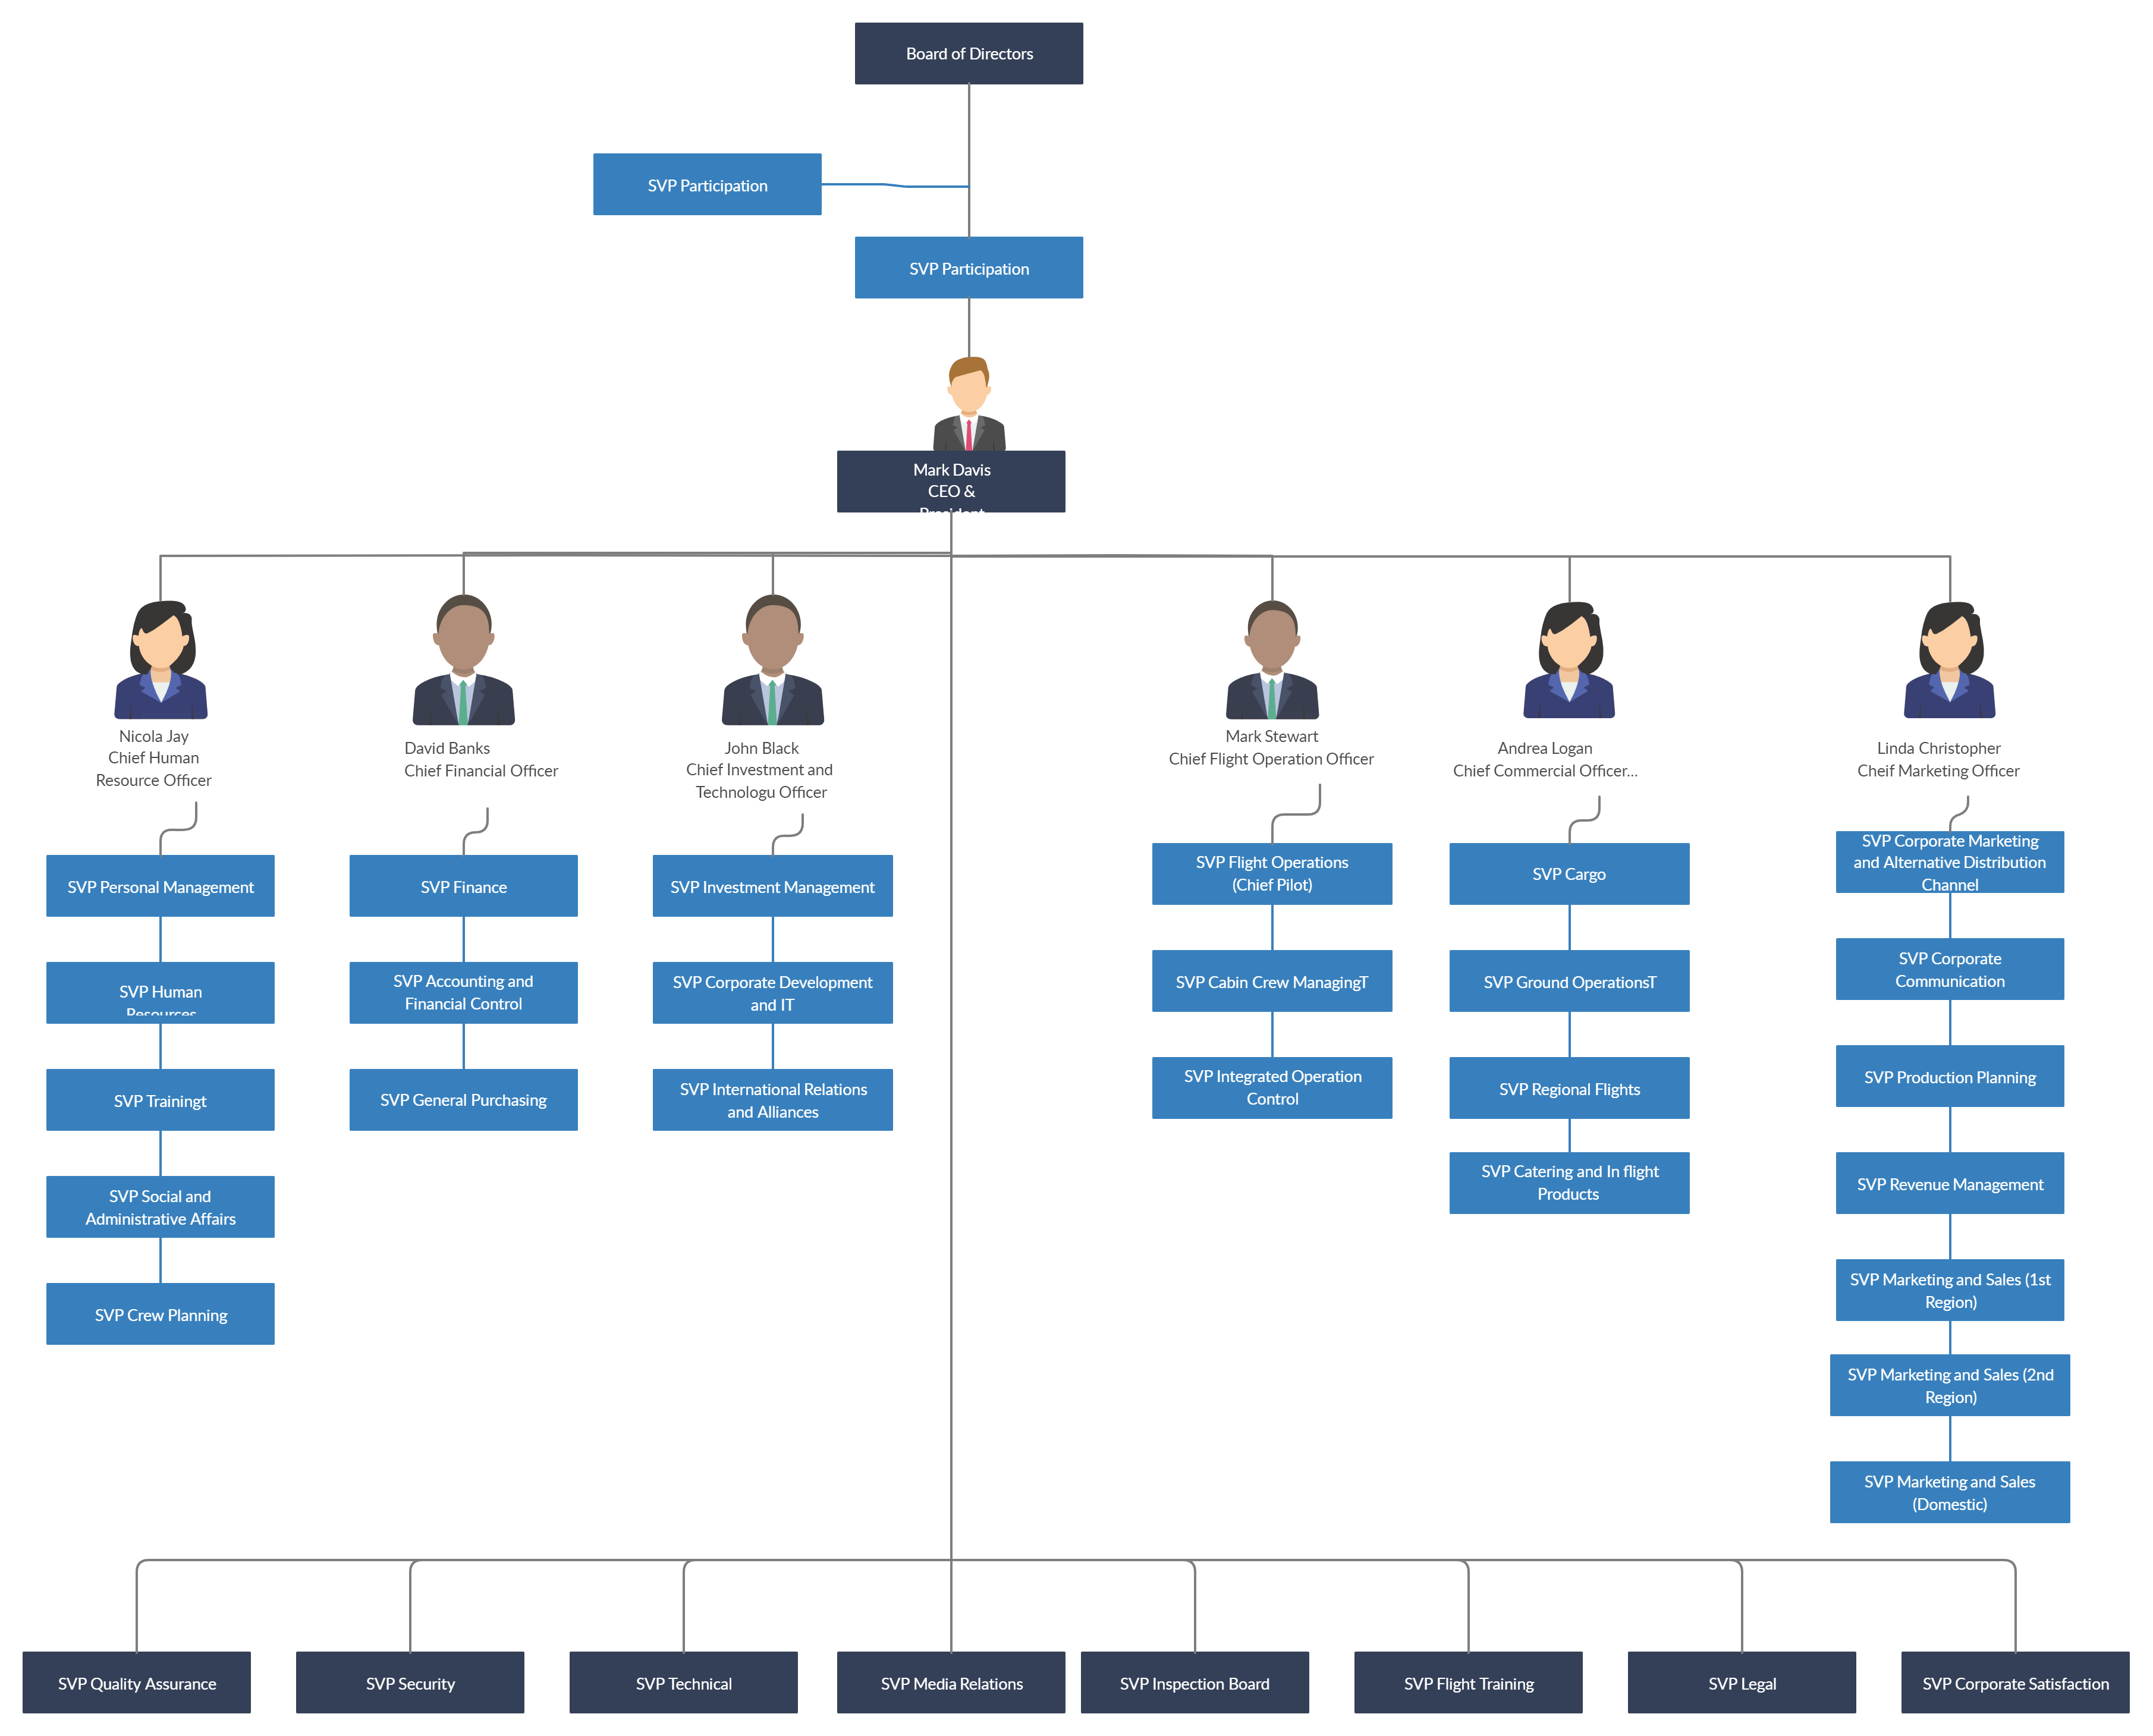 Board of Directors
SVP Participation
SVP Participation
Mark Davis
CEO &
President
Nicola Jay
Chief Human
Resource Officer
David Banks
Chief Financial Officer
John Black
Chief Investment and
Technologu Officer
Mark Stewart
Chief Flight Operation Officer
Andrea Logan
Chief Commercial Officer...
Linda Christopher
Cheif Marketing Officer
SVP Personal Management
SVP Human
Resources
SVP Trainingt
SVP Social and
Administrative Affairs
SVP Crew Planning
SVP Finance
SVP Accounting and
Financial Control
SVP General Purchasing
SVP Investment Management
SVP Corporate Development
and IT
SVP International Relations
and Alliances
SVP Flight Operations
(Chief Pilot)
SVP Cabin Crew ManagingT
SVP Integrated Operation
Control
SVP Cargo
SVP Ground OperationsT
SVP Regional Flights
SVP Catering and In flight
Products
SVP Corporate Marketing
and Alternative Distribution
Channel
SVP Corporate
Communication
SVP Production Planning
SVP Revenue Management
SVP Marketing and Sales (1st
Region)
SVP Marketing and Sales (2nd
Region)
SVP Marketing and Sales
(Domestic)
SVP Quality Assurance
SVP Security
SVP Technical
SVP Media Relations
SVP Inspection Board
SVP Flight Training
SVP Legal
SVP Corporate Satisfaction